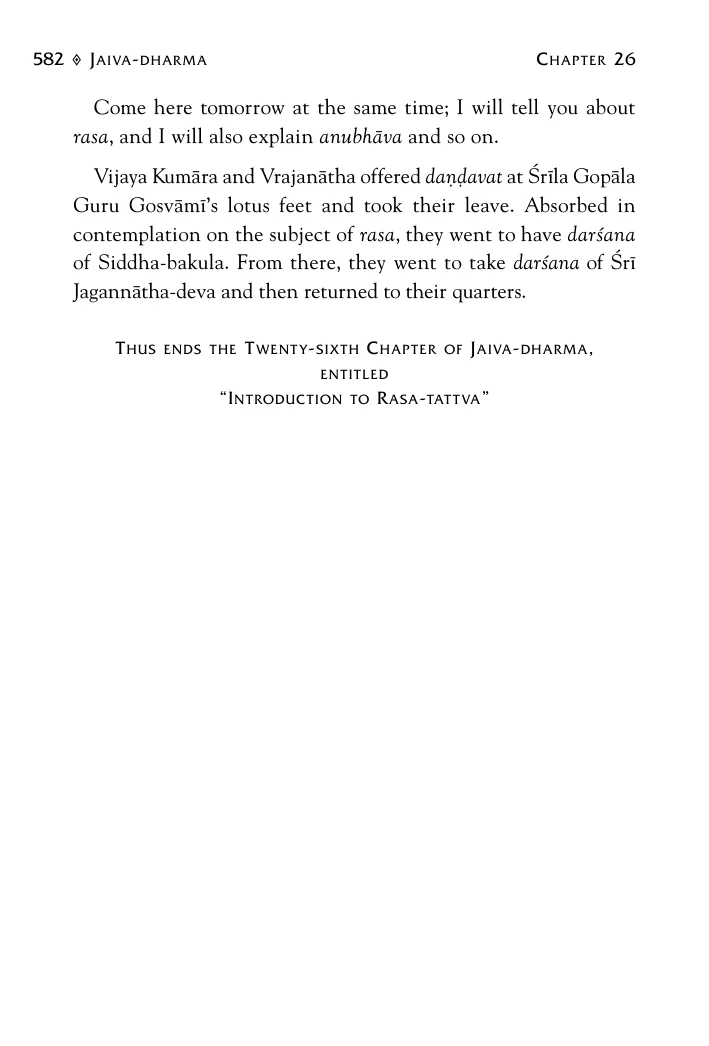 582 ◊ Jaiva-dharma Chapter 26
Come here tomorrow at the same time; I will tell you about
rasa, and I will also explain anubhāva and so on.
Vijaya Kumāra and Vrajanātha offered daṇḍavat at Śrīla Gopāla
Guru Gosvāmī's lotus feet and took their leave. Absorbed in
contemplation on the subject of rasa, they went to have darśana
of Siddha-bakula. From there, they went to take darśana of Śrī
Jagannātha-deva and then returned to their quarters.
Thus ends the Twenty-sixth Chapter of Jaiva-dharma,
entitled
“Introduction to Rasa-tattva”